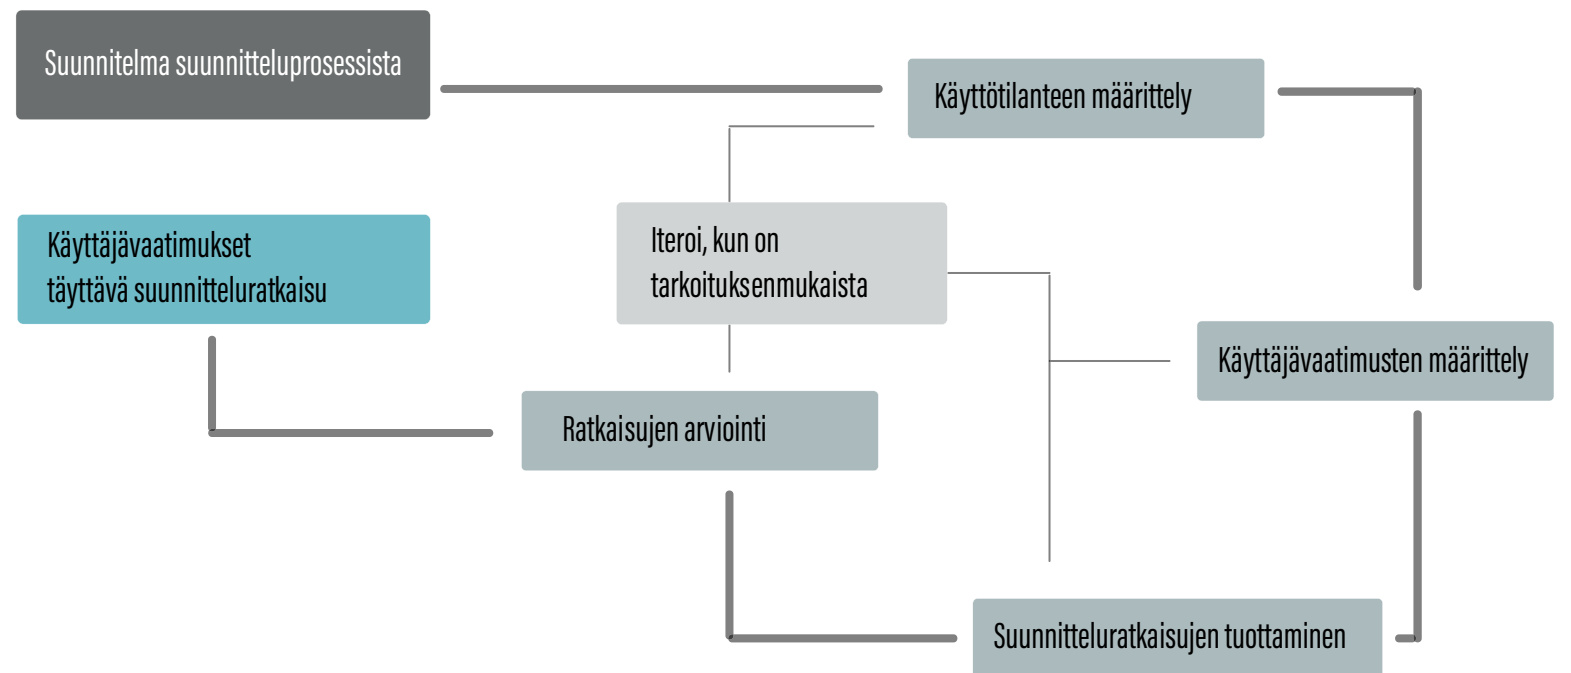 Suunnitelma suunnitteluprosessista
Käyttötilanteen määrittely
Käyttäjävaatimukset
täyttävä suunnitteluratkaisu
Iteroi, kun on
tarkoituksenmukaista
Käyttäjävaatimusten määrittely
Ratkaisujen arviointi
Suunnitteluratkaisujen tuottaminen